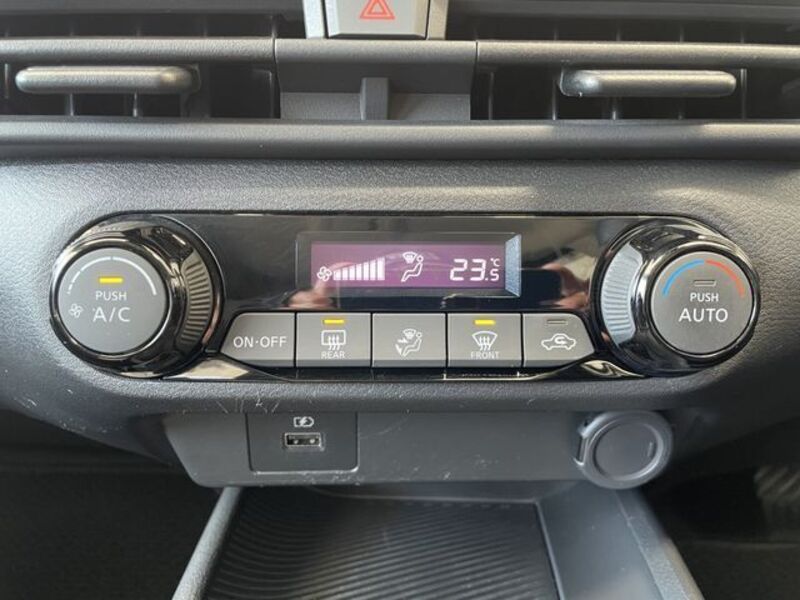 23.5°C
PUSH
A/C
PUSH
AUTO
ON·OFF
REAR
FRONT